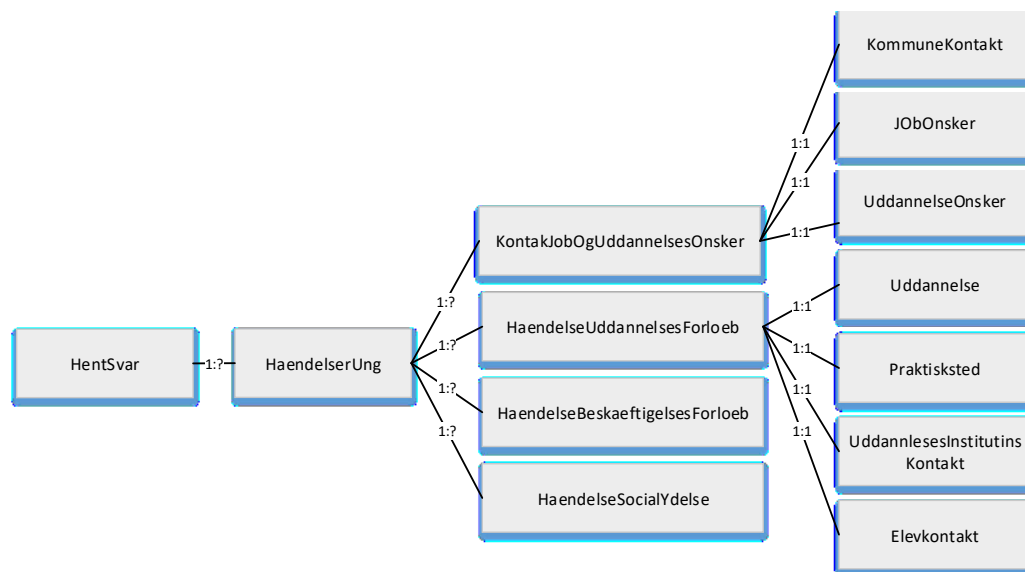 KommuneKontakt
JObOnsker
1:1
1:1
UddannelseOnsker
1:1
KontakJobOgUddannelsesOnsker
Uddannelse
1:?
1:1
HaendelseUddannelsesForloeb
1:?
1:1
HentSvar
1:?
HaendelserUng
Praktisksted
1:?
1:1
HaendelseBeskaeftigelsesForloeb
1:?
1:1
UddannlesesInstitutins
Kontakt
HaendelseSocialYdelse
Elevkontakt